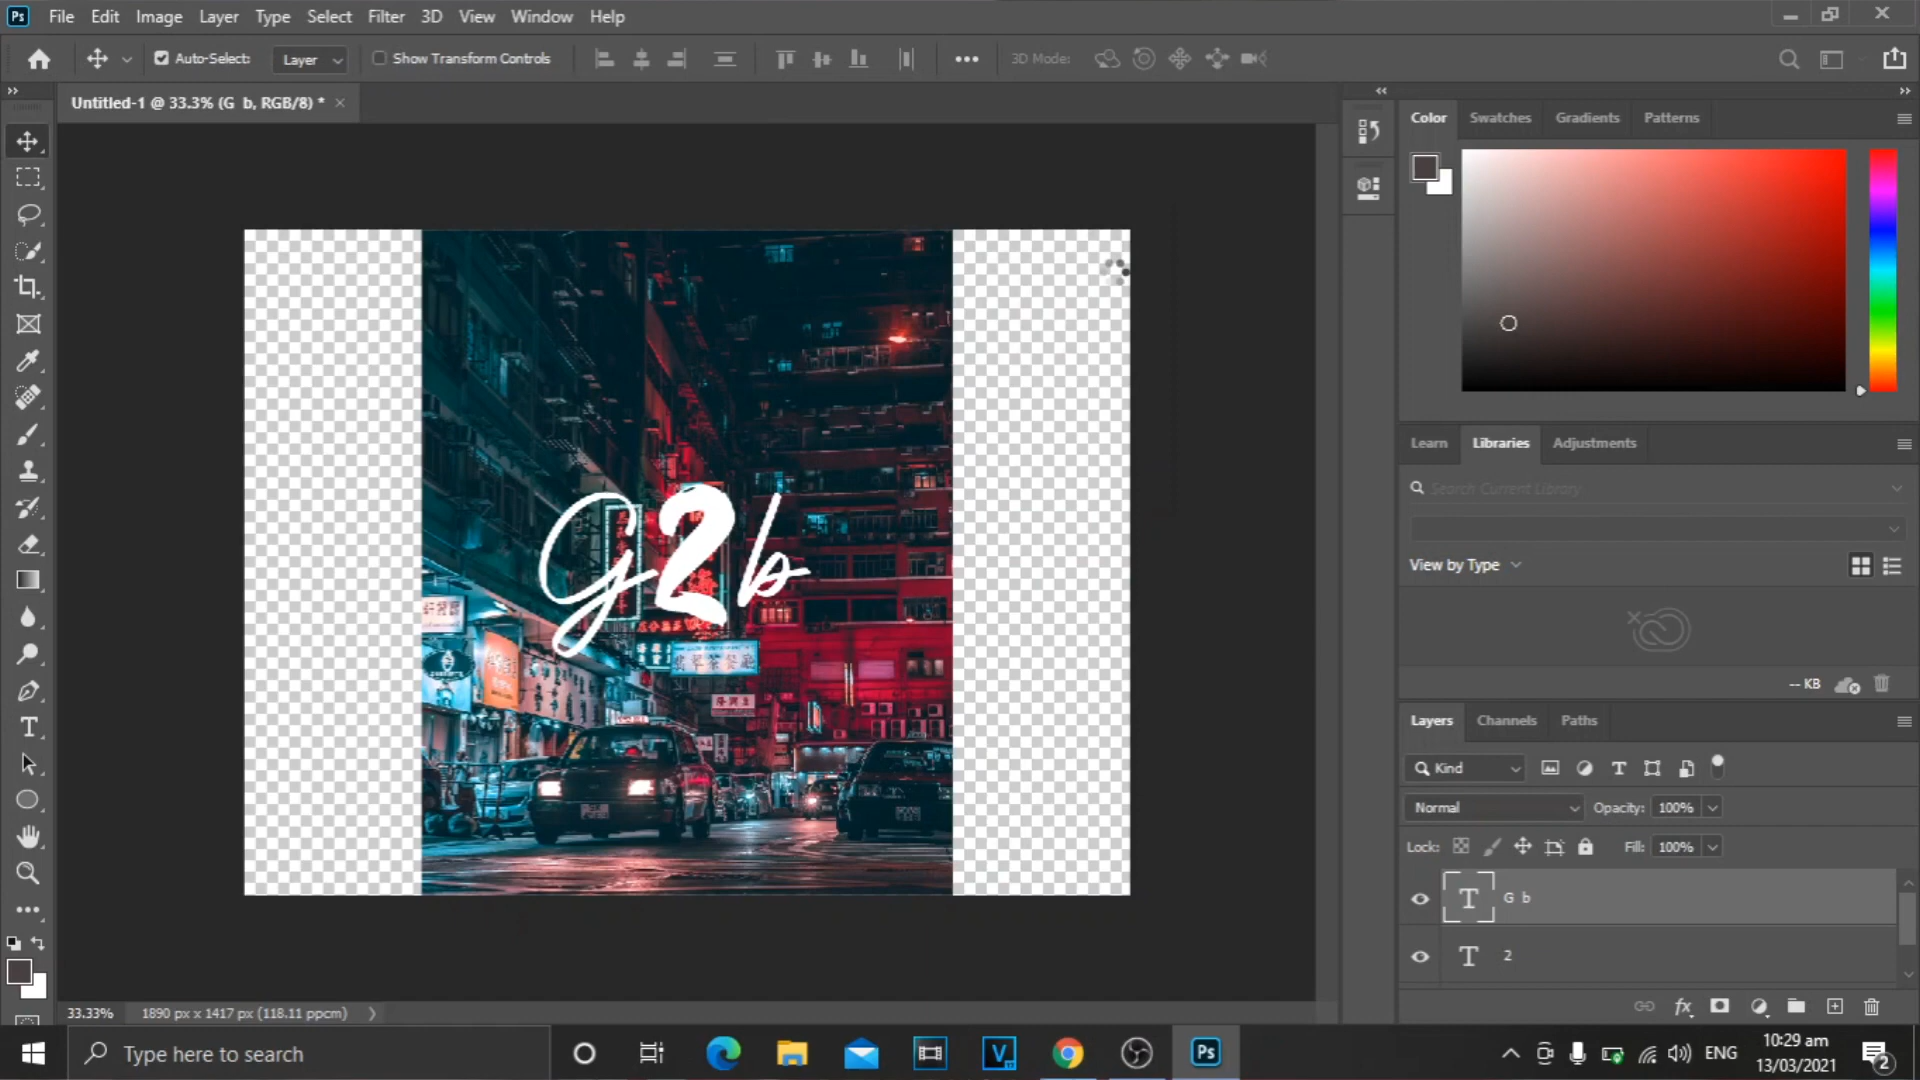 Ps File Edit Image Layer Type Select Filter 3D View Window Help
Auto-Select: Layer Show Transform Controls 3D Mode:
Untitled-1 @ 33.3% (G b, RGB/8) * ×
Color Swatches Gradients Patterns
Learn Libraries Adjustments
Search Current Library
View by Type
G2b
-- KB
Layers Channels Paths
Kind
Normal Opacity: 100%
Lock: Fill: 100%
T G b
T 2
33.33% 1890 px x 1417 px (118.11 ppcm)
Type here to search
V
Ps
ENG
10:29 am
13/03/2021
2